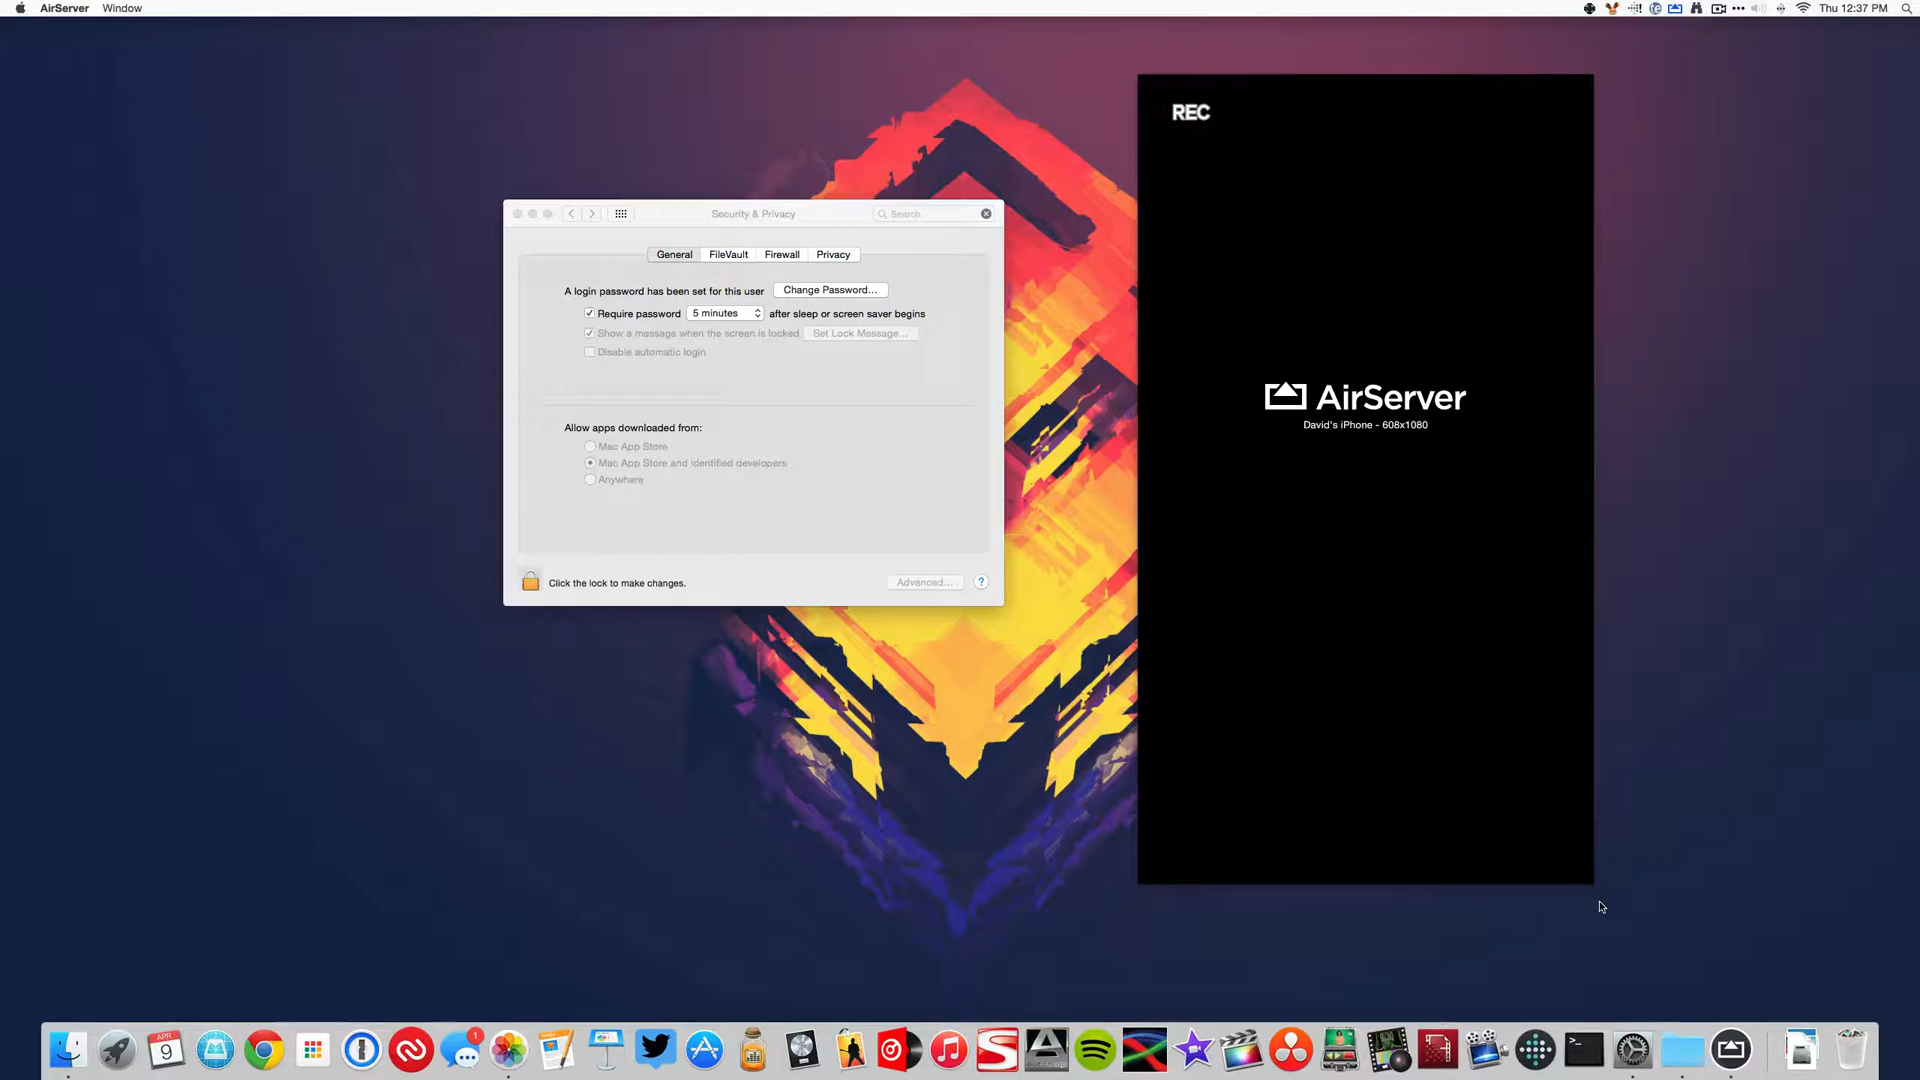 AirServer Window
Thu 12:37 PM
REC
Security & Privacy
Search
General FileVault Firewall Privacy
A login password has been set for this user Change Password...
Require password 5 minutes after sleep or screen saver begins
Show a message when the screen is locked Set Lock Message...
Disable automatic login
AirServer
David's iPhone - 608x1080
Allow apps downloaded from:
Mac App Store
Mac App Store and identified developers
Anywhere
Click the lock to make changes.
Advanced... ?
APR
9
1